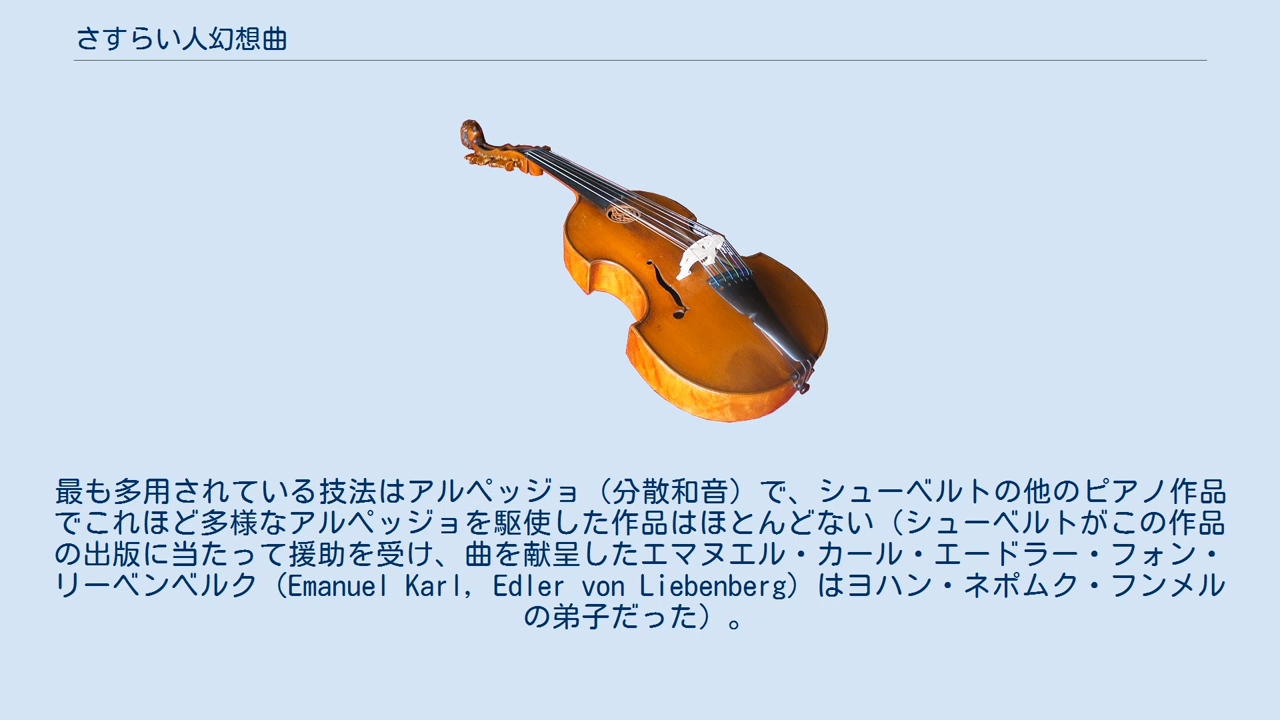 さすらい人幻想曲
最も多用されている技法はアルペッジョ（分散和音）で、シューベルトの他のピアノ作品
でこれほど多様なアルペッジョを駆使した作品はほとんどない（シューベルトがこの作品
の出版に当たって援助を受け、曲を献呈したエマヌエル・カール・エードラー・フォン・
リーベンベルク（Emanuel Karl, Edler von Liebenberg）はヨハン・ネポムク・フンメル
の弟子だった）。